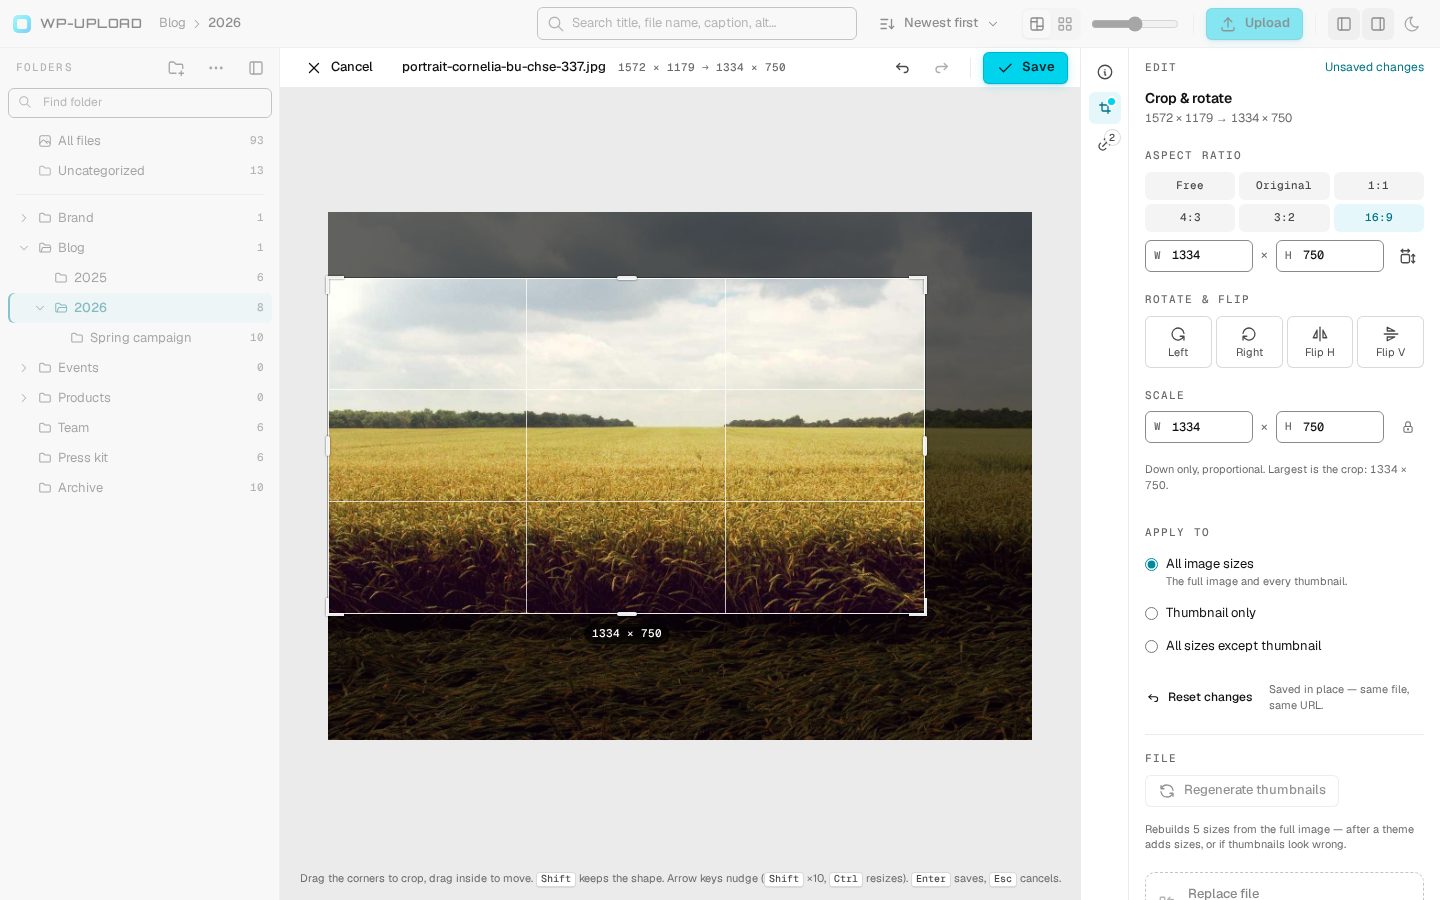 WP-UPLOAD
Blog > 2026
Search title, file name, caption, alt…
Newest first
Upload
FOLDERS
Find folder
All files 93
Uncategorized 13
Brand 1
Blog 1
2025 6
2026 8
Spring campaign 10
Events 0
Products 0
Team 6
Press kit 6
Archive 10
Cancel
portrait-cornelia-bu-chse-337.jpg 1572 × 1179 → 1334 × 750
Save
1334 × 750
Drag the corners to crop, drag inside to move. Shift keeps the shape. Arrow keys nudge (Shift ×10, Ctrl resizes). Enter saves, Esc cancels.
2
EDIT
Unsaved changes
Crop & rotate
1572 × 1179 → 1334 × 750
ASPECT RATIO
Free Original 1:1
4:3 3:2 16:9
W 1334 × H 750
ROTATE & FLIP
Left Right Flip H Flip V
SCALE
W 1334 × H 750
Down only, proportional. Largest is the crop: 1334 ×
750.
APPLY TO
All image sizes
The full image and every thumbnail.
Thumbnail only
All sizes except thumbnail
Reset changes
Saved in place — same file,
same URL.
FILE
Regenerate thumbnails
Rebuilds 5 sizes from the full image — after a theme
adds sizes, or if thumbnails look wrong.
Replace file